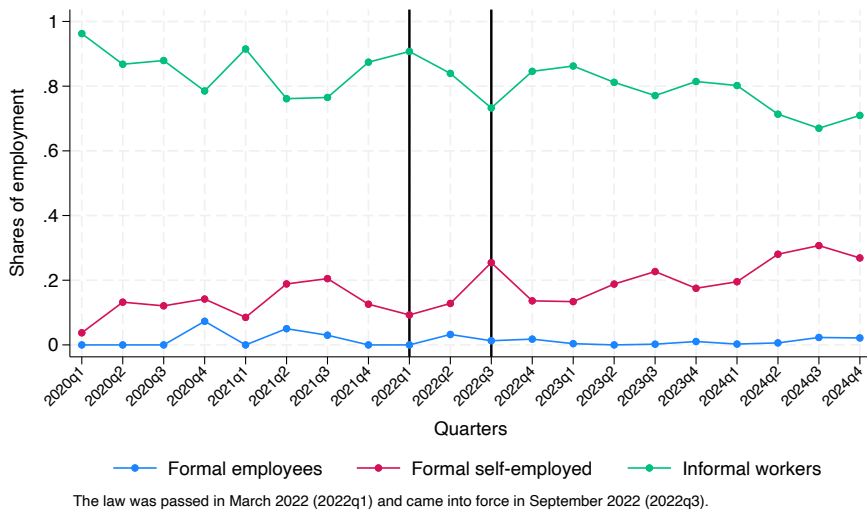 Shares of employment
1
.8
.6
.4
.2
0
2020q1 2020q2 2020q3 2020q4 2021q1 2021q2 2021q3 2021q4 2022q1 2022q2 2022q3 2022q4 2023q1 2023q2 2023q3 2023q4 2024q1 2024q2 2024q3 2024q4
Quarters
Formal employees Formal self-employed Informal workers
The law was passed in March 2022 (2022q1) and came into force in September 2022 (2022q3).